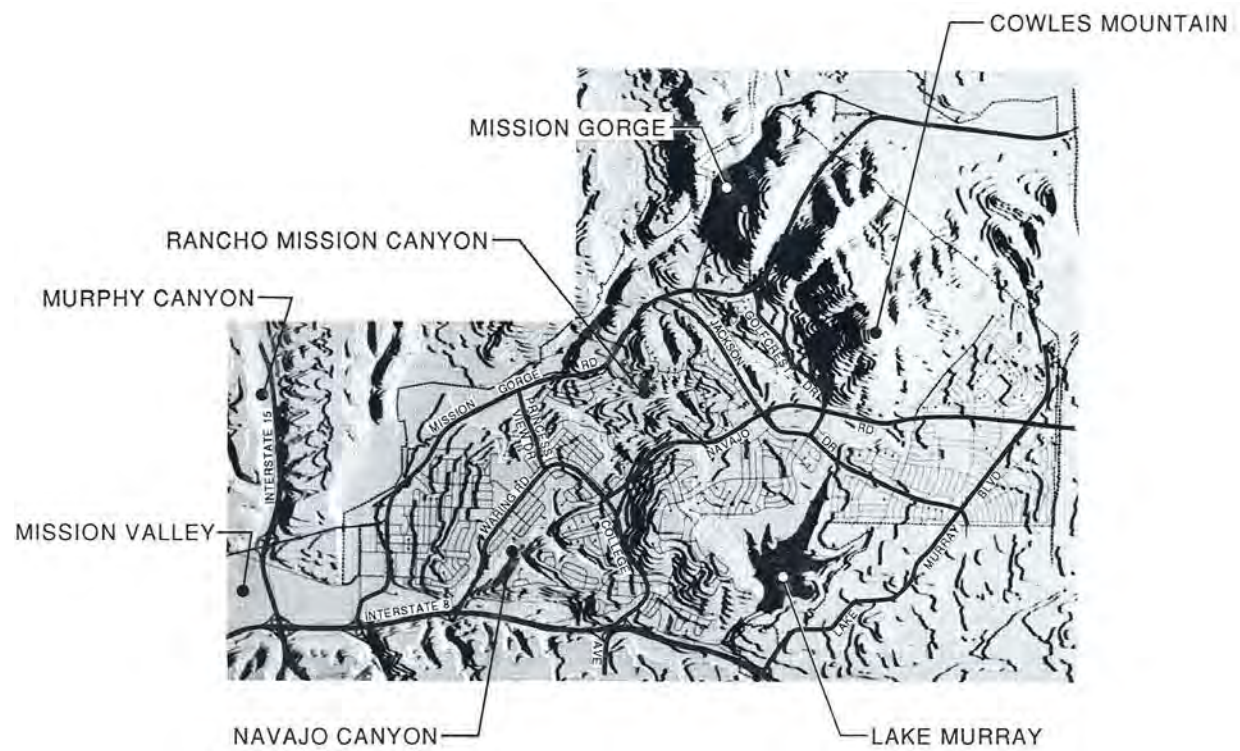 COWLES MOUNTAIN
MISSION GORGE
RANCHO MISSION CANYON
MURPHY CANYON
JACKSON
GOLFCREST
DR
MISSION GORGE RD
PRINCESS
VIEW DR
INTERSTATE 15
NAVAJO
RD
DR
WARING RD
COLLEGE
MISSION VALLEY
INTERSTATE 8
LAKE MURRAY BLVD
AVE
NAVAJO CANYON
LAKE MURRAY